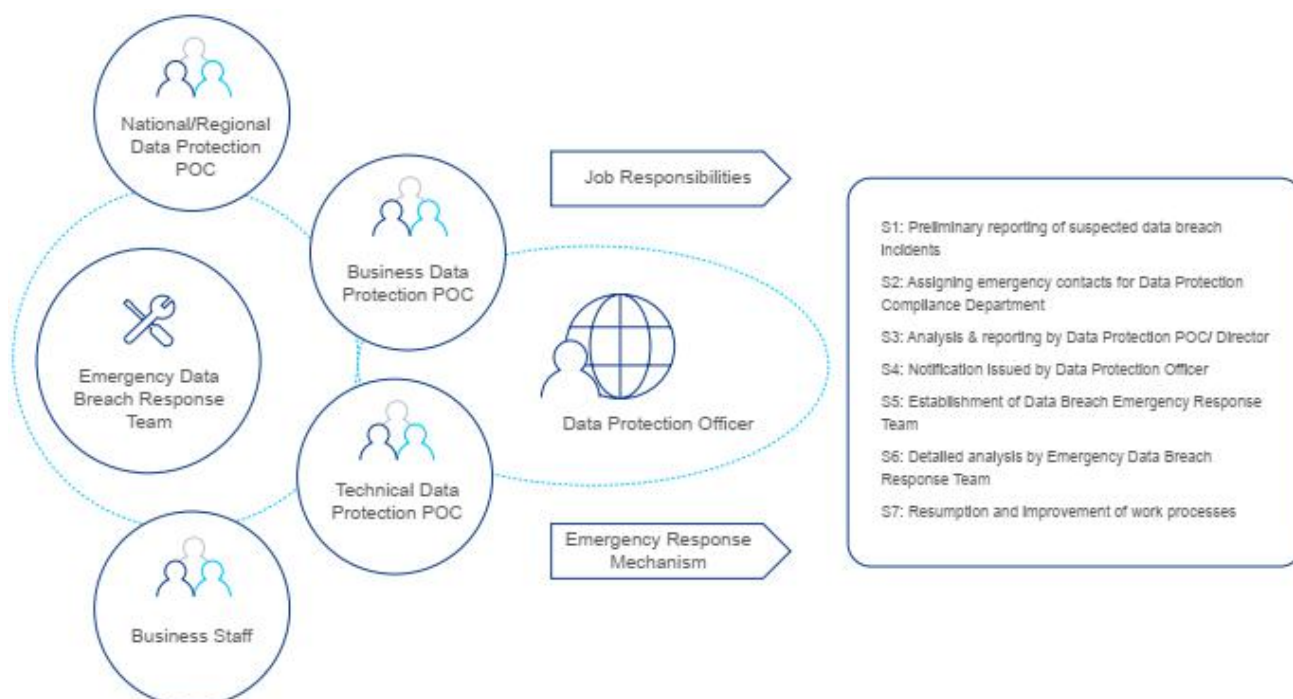 National/Regional
Data Protection
POC
Business Data
Protection POC
Emergency Data
Breach Response
Team
Technical Data
Protection POC
Business Staff
Data Protection Officer
Job Responsibilities
Emergency Response
Mechanism
S1: Preliminary reporting of suspected data breach
incidents
S2: Assigning emergency contacts for Data Protection
Compliance Department
S3: Analysis & reporting by Data Protection POC/ Director
S4: Notification issued by Data Protection Officer
S5: Establishment of Data Breach Emergency Response
Team
S6: Detailed analysis by Emergency Data Breach
Response Team
S7: Resumption and improvement of work processes